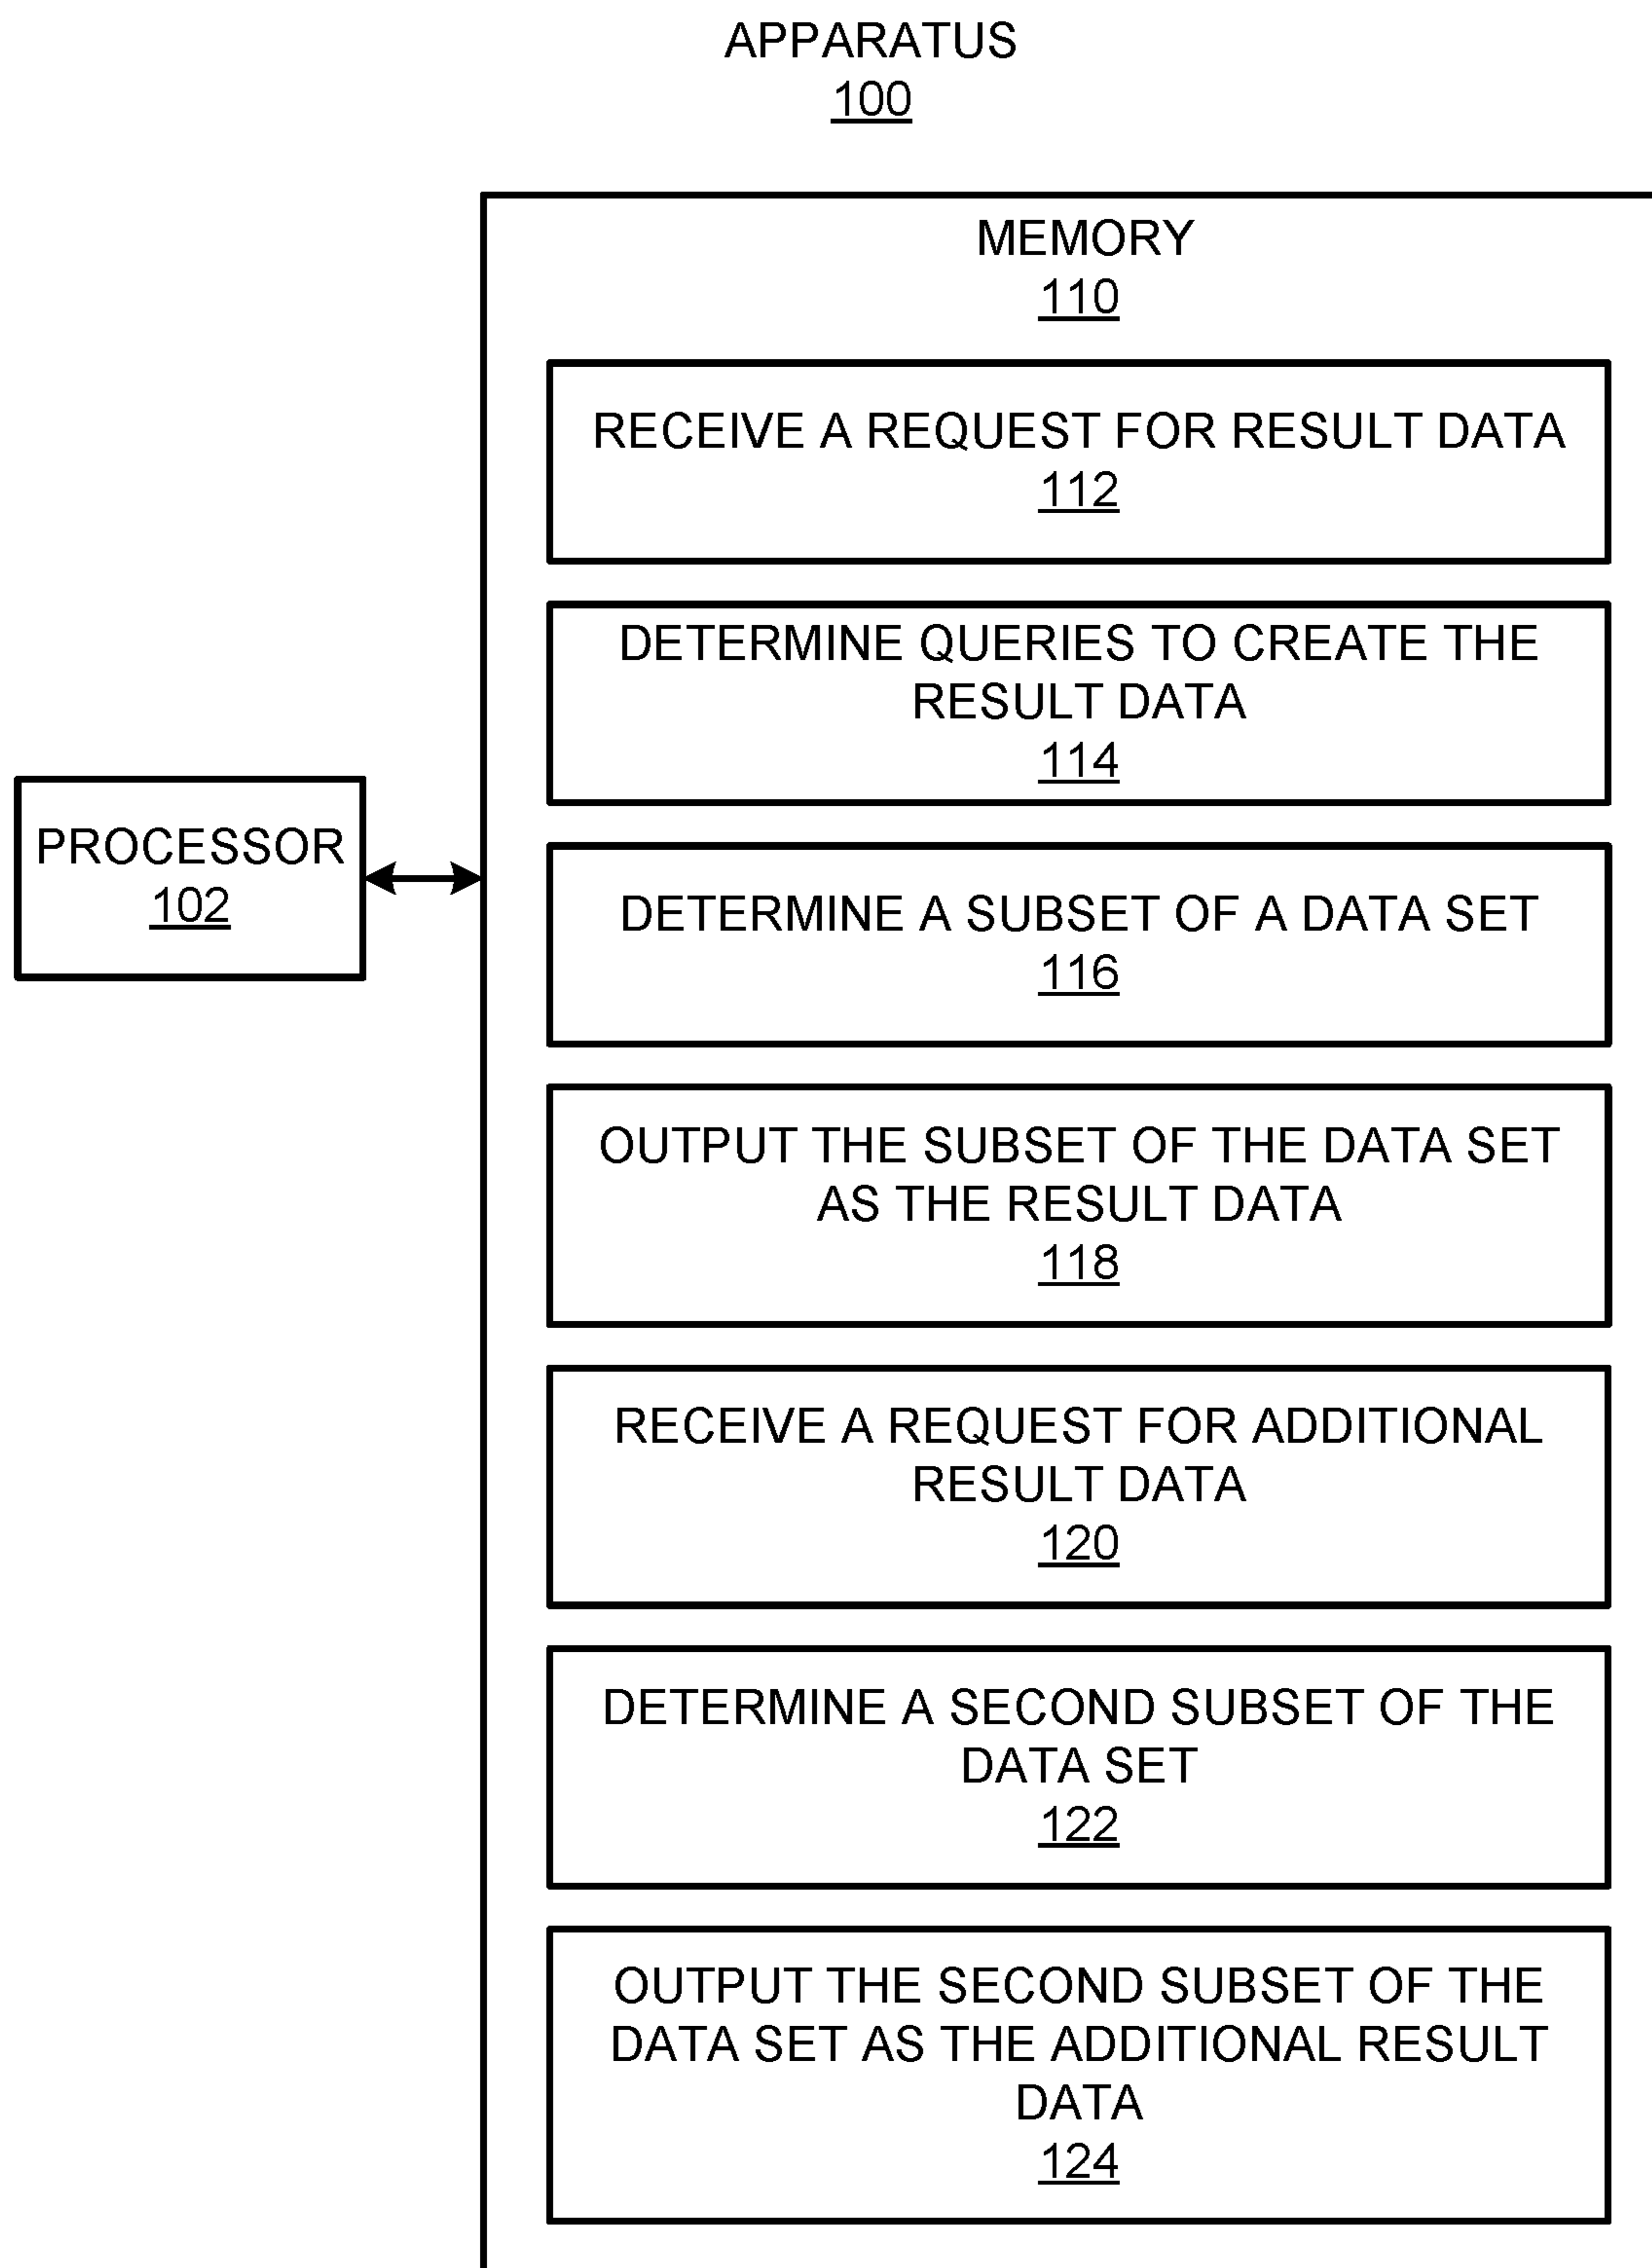 APPARATUS
100
MEMORY
110
RECEIVE A REQUEST FOR RESULT DATA
112
DETERMINE QUERIES TO CREATE THE
RESULT DATA
114
PROCESSOR
102
DETERMINE A SUBSET OF A DATA SET
116
OUTPUT THE SUBSET OF THE DATA SET
AS THE RESULT DATA
118
RECEIVE A REQUEST FOR ADDITIONAL
RESULT DATA
120
DETERMINE A SECOND SUBSET OF THE
DATA SET
122
OUTPUT THE SECOND SUBSET OF THE
DATA SET AS THE ADDITIONAL RESULT
DATA
124